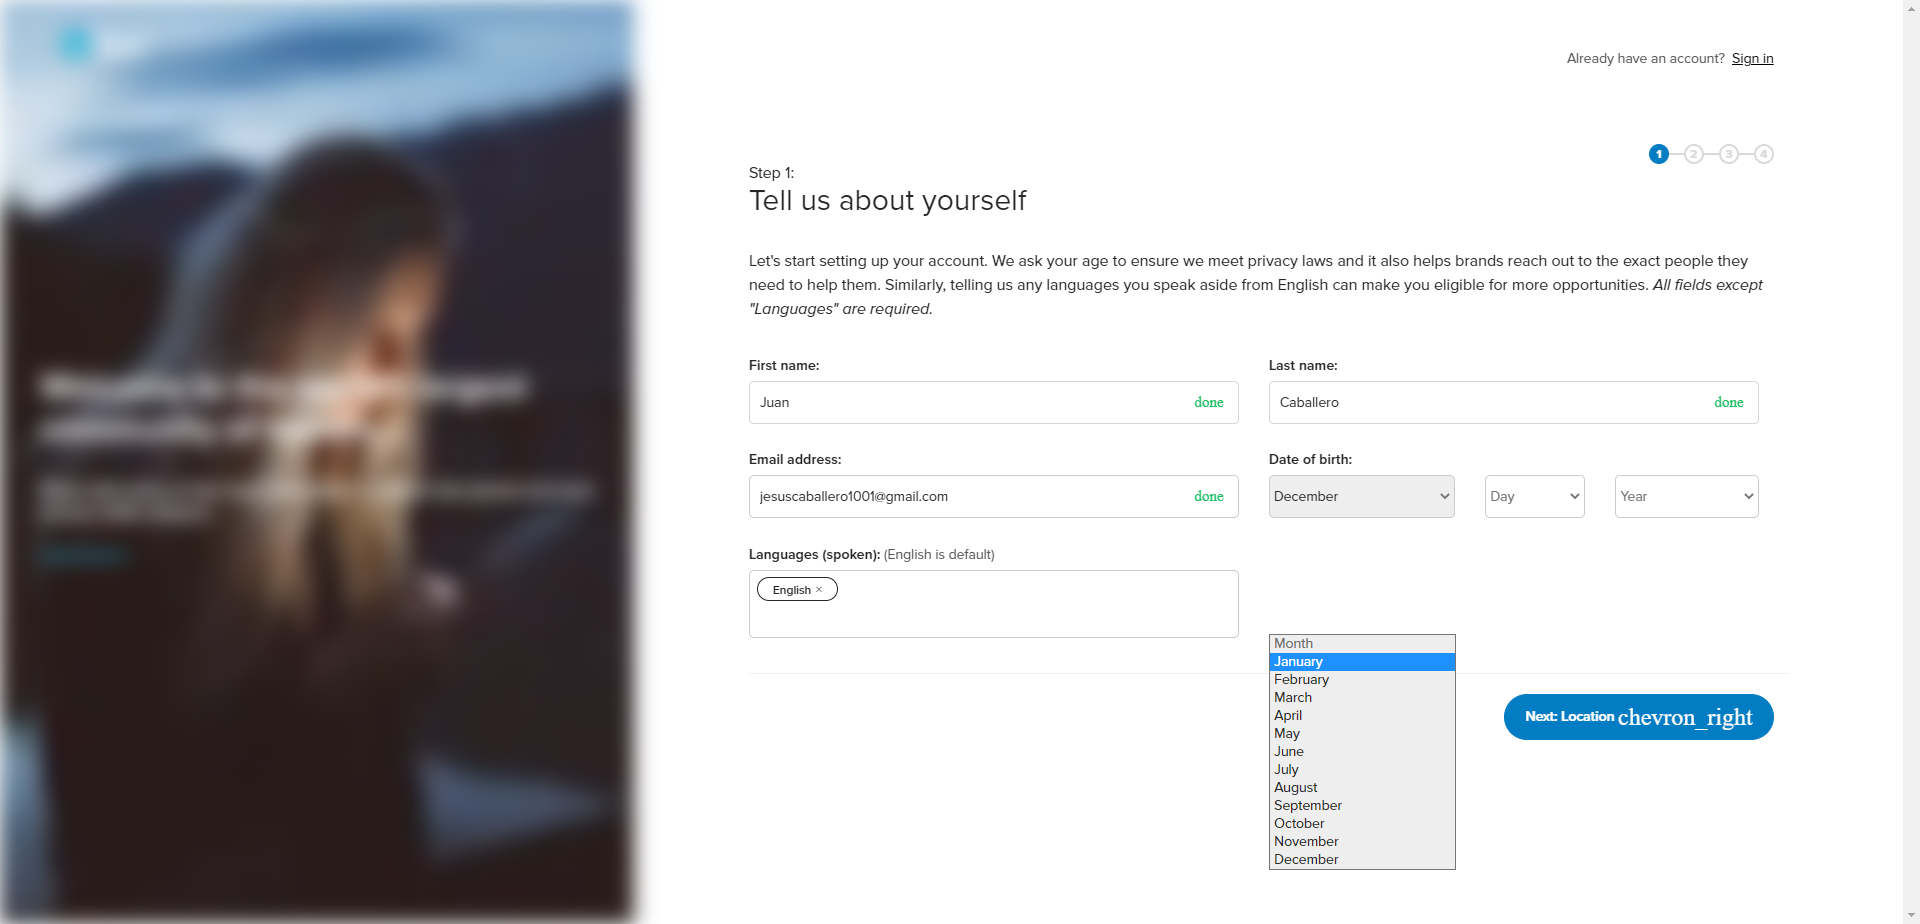 Already have an account? Sign in
1 2 3 4
Step 1:
Tell us about yourself
Let's start setting up your account. We ask your age to ensure we meet privacy laws and it also helps brands reach out to the exact people they
need to help them. Similarly, telling us any languages you speak aside from English can make you eligible for more opportunities. All fields except
"Languages" are required.
First name:
Last name:
Juan done
Caballero done
Email address:
Date of birth:
jesuscaballero1001@gmail.com done
December
Day
Year
Languages (spoken): (English is default)
English ×
Month
January
February
March
April
May
June
July
August
September
October
November
December
Next: Location chevron_right